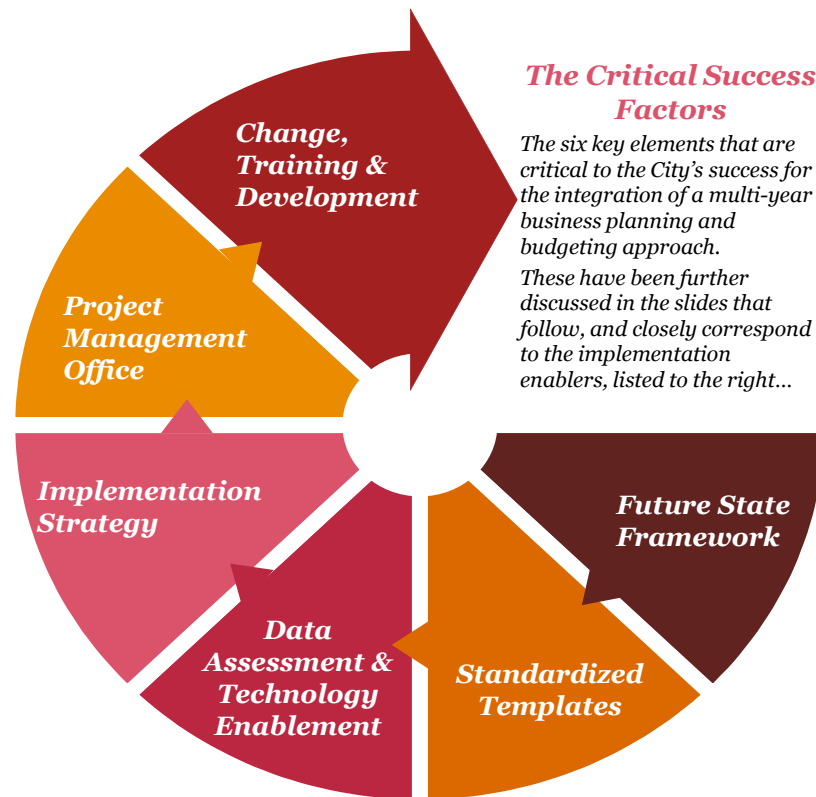 The Critical Success
Factors
The six key elements that are
critical to the City's success for
the integration of a multi-year
business planning and
budgeting approach.
These have been further
discussed in the slides that
follow, and closely correspond
to the implementation
enablers, listed to the right...
Change,
Training &
Development
Project
Management
Office
Implementation
Strategy
Data
Assessment &
Technology
Enablement
Standardized
Templates
Future State
Framework